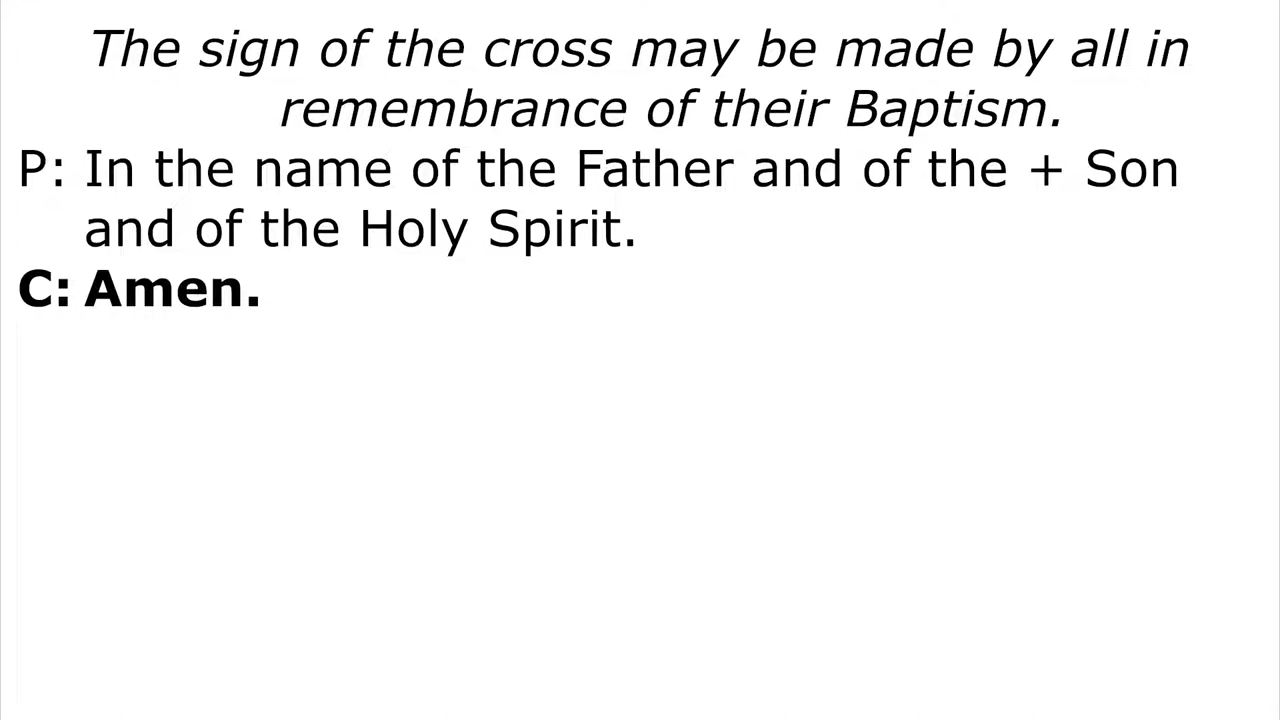 The sign of the cross may be made by all in
remembrance of their Baptism.
P: In the name of the Father and of the + Son
and of the Holy Spirit.
C: Amen.